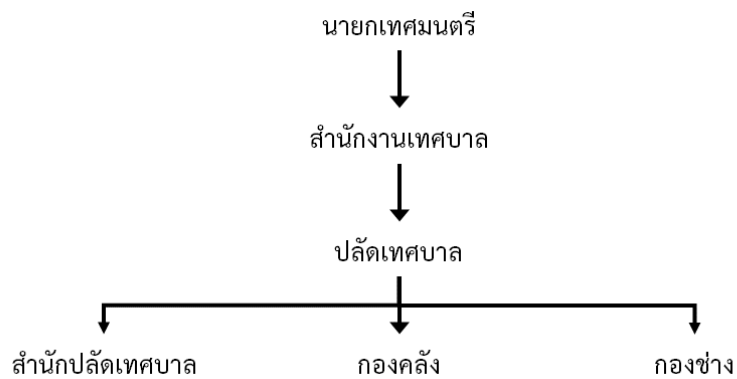 นายกเทศมนตรี
สำนักงานเทศบาล
ปลัดเทศบาล
สำนักปลัดเทศบาล กองคลัง กองช่าง